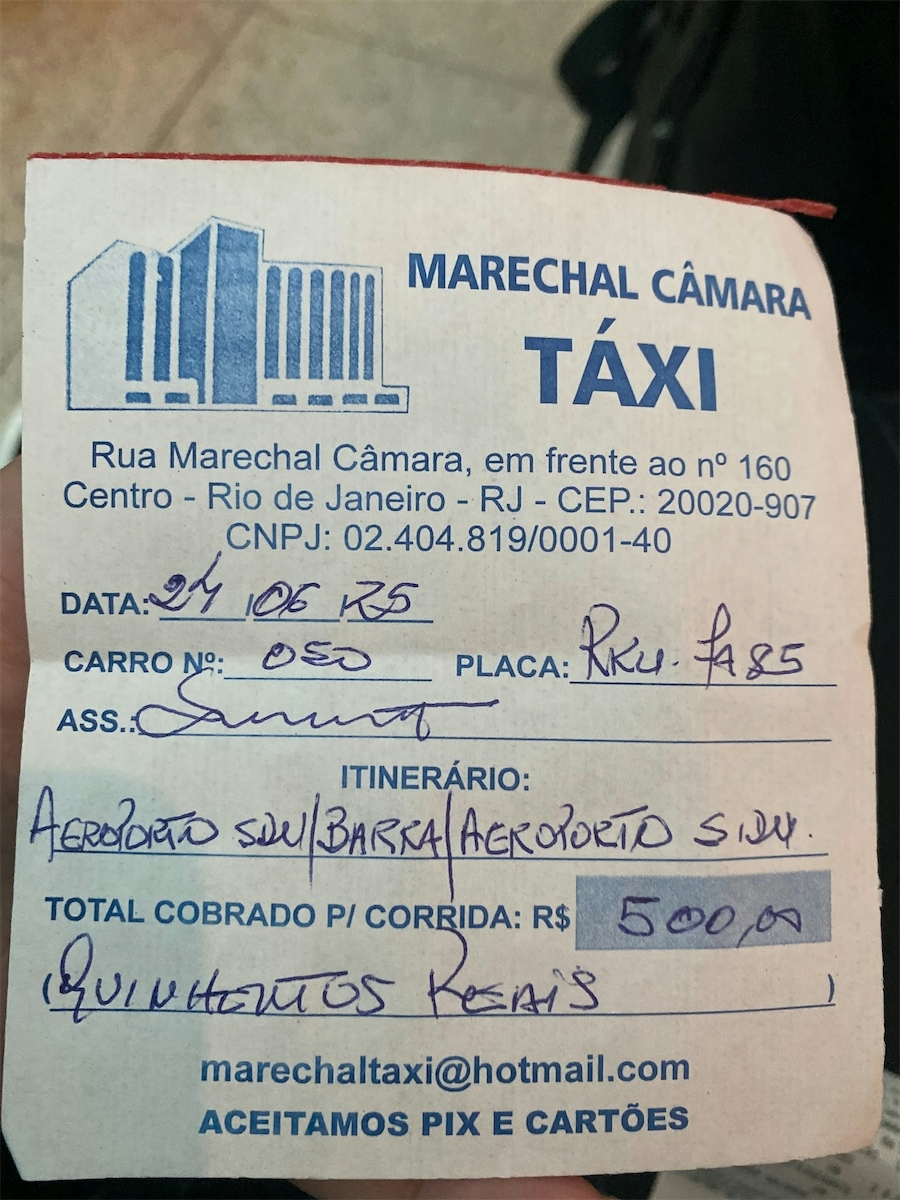 MARECHAL CÂMARA
TÁXI
Rua Marechal Câmara, em frente ao nº 160
Centro - Rio de Janeiro - RJ - CEP.: 20020-907
CNPJ: 02.404.819/0001-40
DATA: 24/06/25
CARRO Nº: 050 PLACA: RKU. 7A85
ASS.:
ITINERÁRIO:
AEROPORTO SDU/BARRA/AEROPORTO SDU.
TOTAL COBRADO P/ CORRIDA: R$ 500,00
(QUINHENTOS REAIS)
marechaltaxi@hotmail.com
ACEITAMOS PIX E CARTÕES